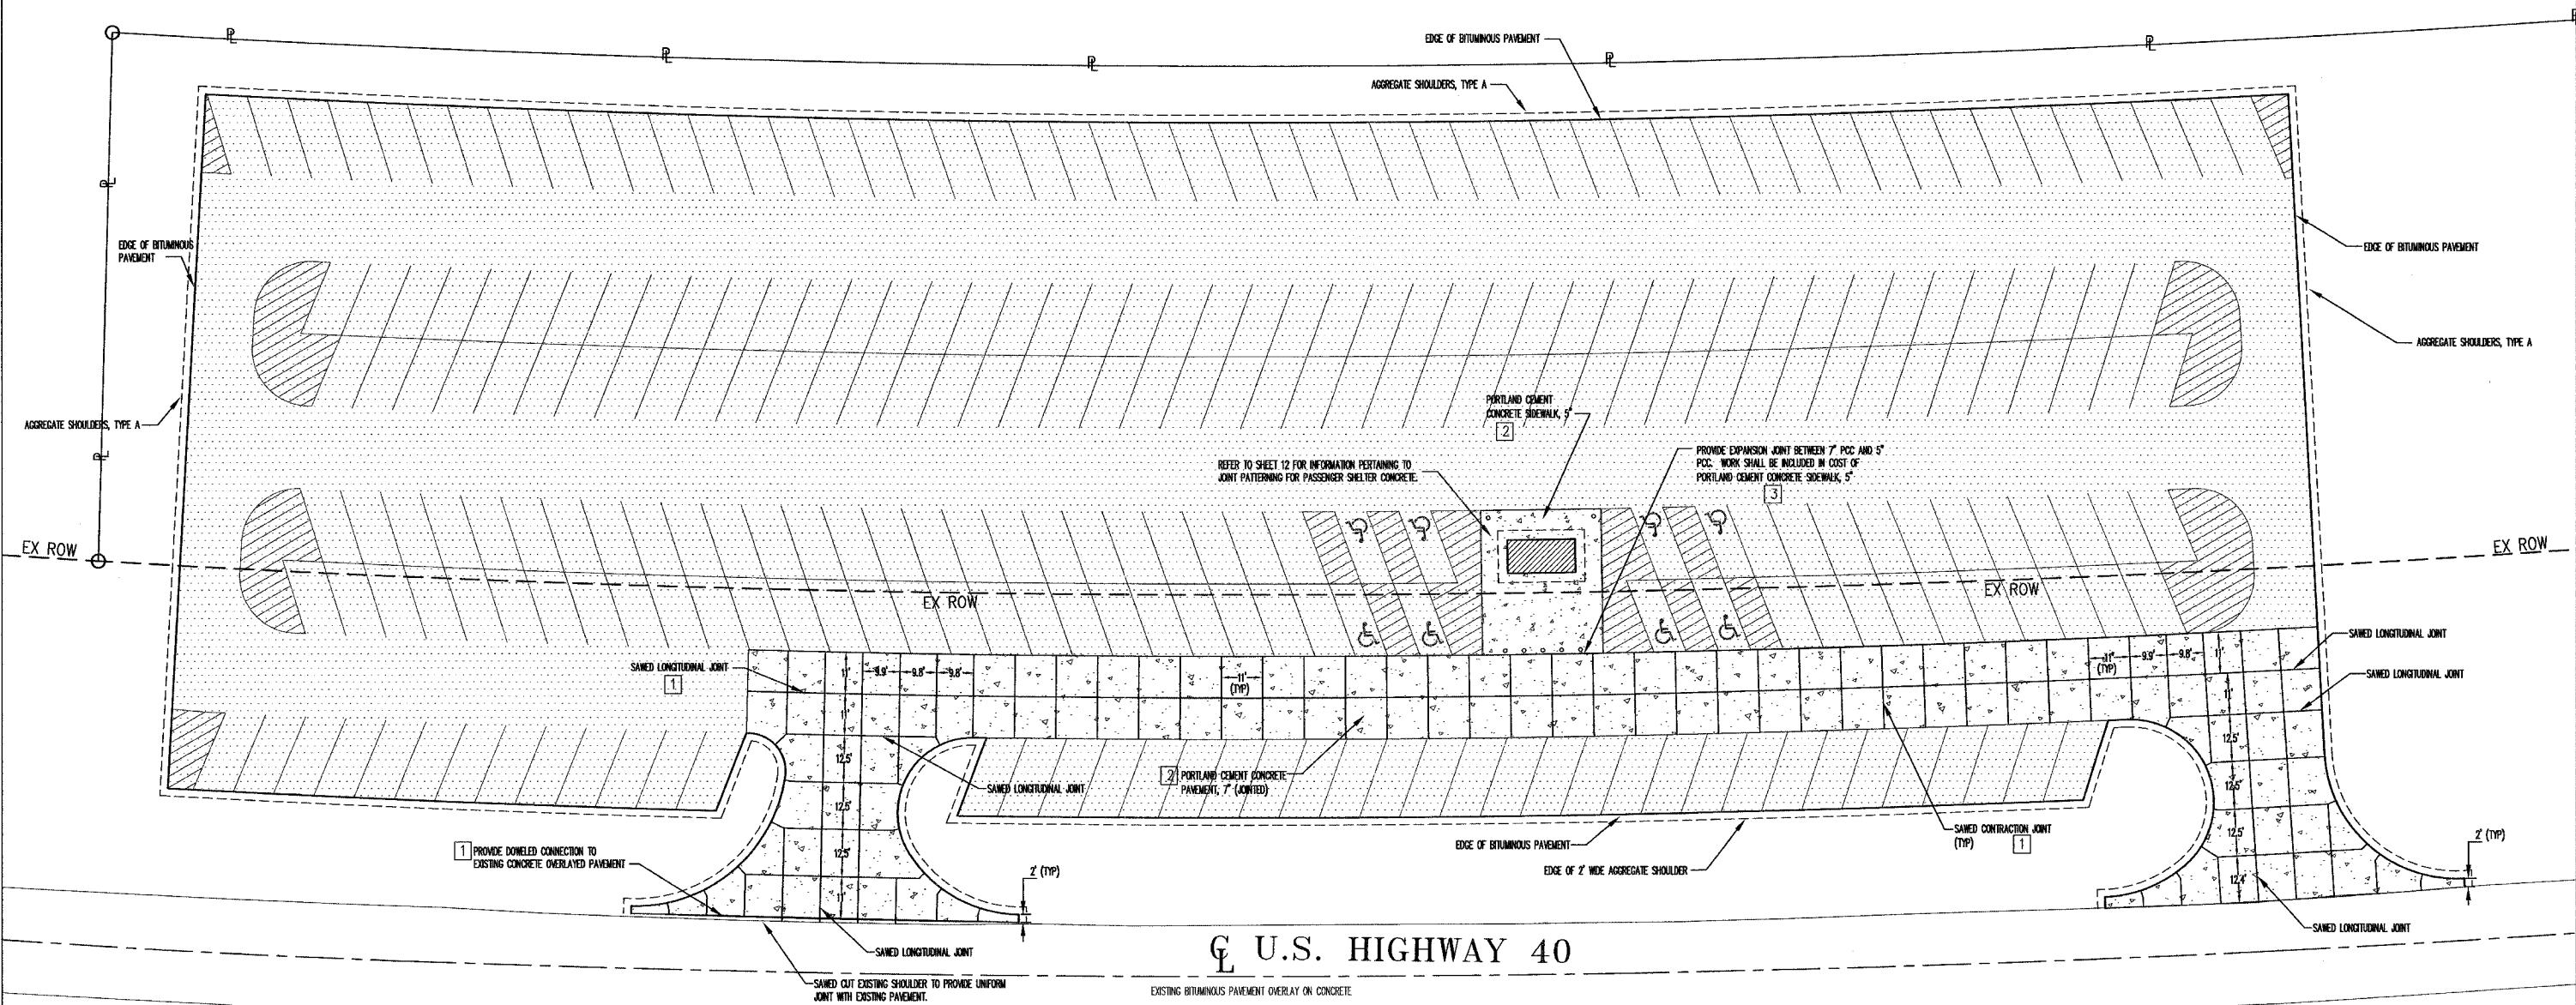 ℄ (PL)
EDGE OF BITUMINOUS PAVEMENT
AGGREGATE SHOULDERS, TYPE A
EDGE OF BITUMINOUS
PAVEMENT
EDGE OF BITUMINOUS PAVEMENT
AGGREGATE SHOULDERS, TYPE A
AGGREGATE SHOULDERS, TYPE A
PORTLAND CEMENT
CONCRETE SIDEWALK, 5"
2
REFER TO SHEET 12 FOR INFORMATION PERTAINING TO
JOINT PATTERNING FOR PASSENGER SHELTER CONCRETE.
PROVIDE EXPANSION JOINT BETWEEN 7" PCC AND 5"
PCC. WORK SHALL BE INCLUDED IN COST OF
PORTLAND CEMENT CONCRETE SIDEWALK, 5"
3
EX ROW
EX ROW
EX ROW
EX ROW
SAWED LONGITUDINAL JOINT
1
11' 9.9' 9.8' 9.8'
11'
(TYP)
11'
(TYP)
9.9' 9.8' 11'
SAWED LONGITUDINAL JOINT
SAWED LONGITUDINAL JOINT
11'
11'
12.5'
12.5'
12.5'
11'
12.5'
12.5'
12.5'
12.4'
SAWED LONGITUDINAL JOINT
2 PORTLAND CEMENT CONCRETE
PAVEMENT, 7" (JOINTED)
1 PROVIDE DOWELED CONNECTION TO
EXISTING CONCRETE OVERLAYED PAVEMENT
EDGE OF BITUMINOUS PAVEMENT
SAWED CONTRACTION JOINT
(TYP) 1
EDGE OF 2' WIDE AGGREGATE SHOULDER
2' (TYP)
2' (TYP)
SAWED LONGITUDINAL JOINT
SAWED LONGITUDINAL JOINT
℄ U.S. HIGHWAY 40
SAWED CUT EXISTING SHOULDER TO PROVIDE UNIFORM
JOINT WITH EXISTING PAVEMENT.
EXISTING BITUMINOUS PAVEMENT OVERLAY ON CONCRETE